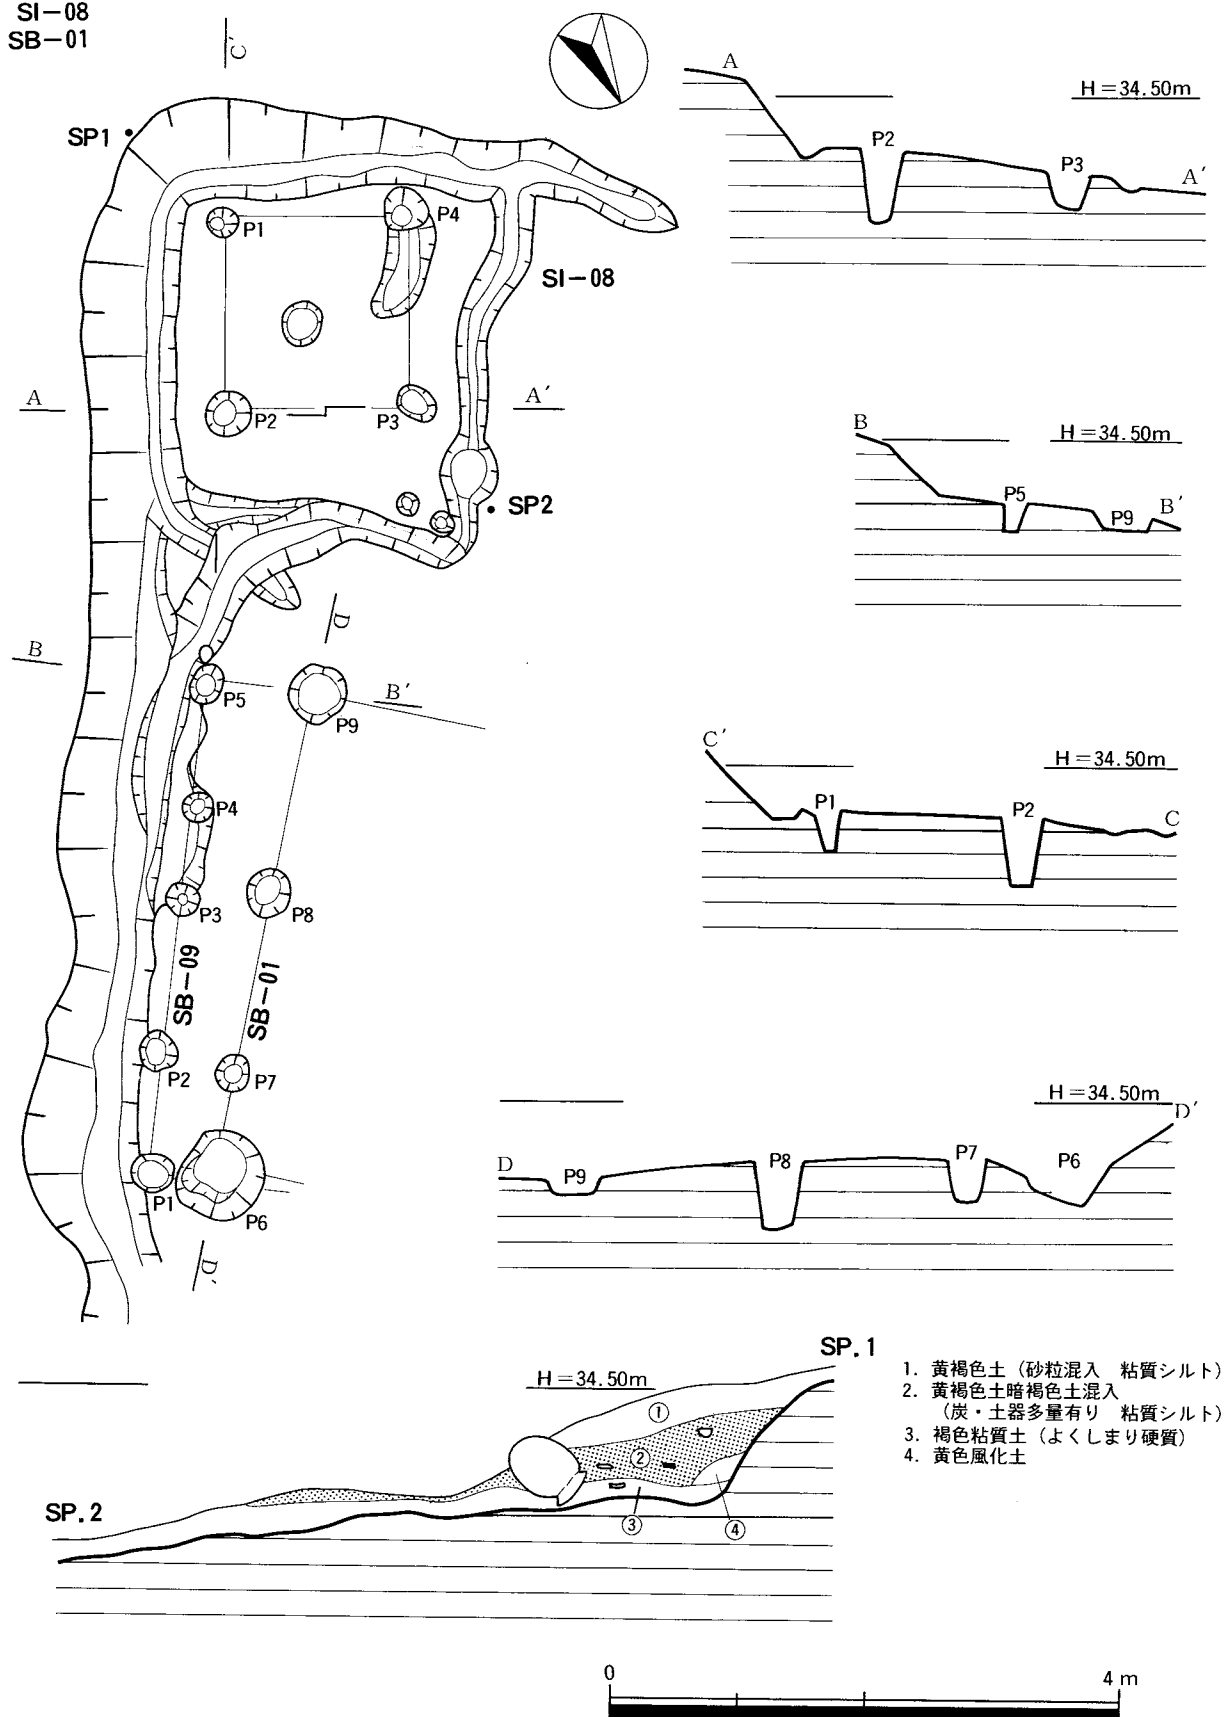 SI-08
SB-01
C'
SP1
P1
P4
SI-08
A
P2
P3
A'
SP2
D
B
P5
B'
P9
P4
P3
P8
SB-09
SB-01
P2
P7
P1
P6
D'
A
H=34.50m
P2
P3
A'
B
H=34.50m
P5
P9
B'
C'
H=34.50m
P1
P2
C
H=34.50m
D'
D
P9
P8
P7
P6
SP.1
H=34.50m
①
②
③
④
SP.2
1. 黄褐色土(砂粒混入 粘質シルト)
2. 黄褐色土暗褐色土混入
(炭・土器多量有り 粘質シルト)
3. 褐色粘質土(よくしまり硬質)
4. 黄色風化土
0
4 m